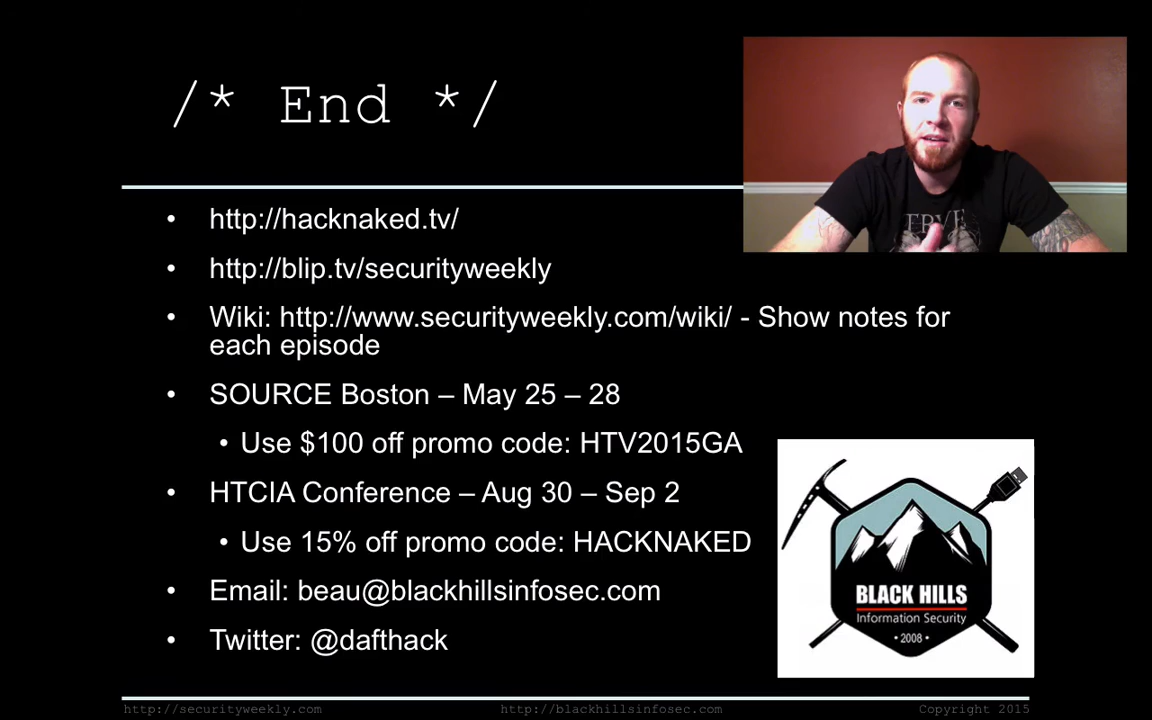 /* End */
• http://hacknaked.tv/
• http://blip.tv/securityweekly
• Wiki: http://www.securityweekly.com/wiki/ - Show notes for
each episode
• SOURCE Boston – May 25 – 28
• Use $100 off promo code: HTV2015GA
• HTCIA Conference – Aug 30 – Sep 2
• Use 15% off promo code: HACKNAKED
• Email: beau@blackhillsinfosec.com
• Twitter: @dafthack
BLACK HILLS
Information Security
• 2008 •
http://securityweekly.com
http://blackhillsinfosec.com
Copyright 2015